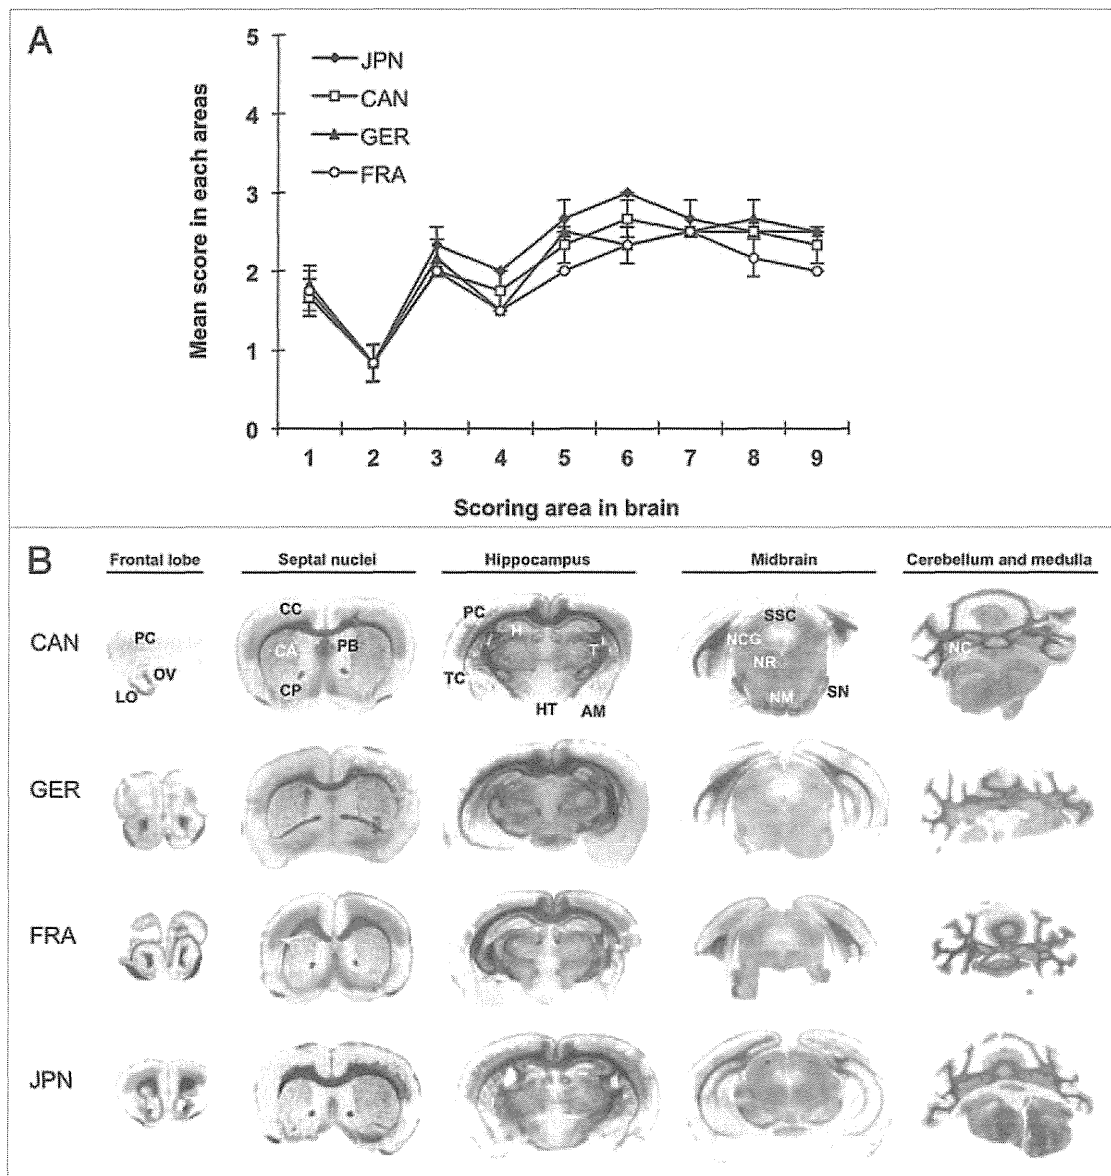 A
5
4
3
2
1
0
Mean score in each areas
JPN
CAN
GER
FRA
1 2 3 4 5 6 7 8 9
Scoring area in brain
B
Frontal lobe Septal nuclei Hippocampus Midbrain Cerebellum and medulla
CAN
PC
OV
LO
CC
CA
PB
CP
PC
H
T
TC
HT
AM
SSC
NCG
NR
NM
SN
NC
GER
FRA
JPN